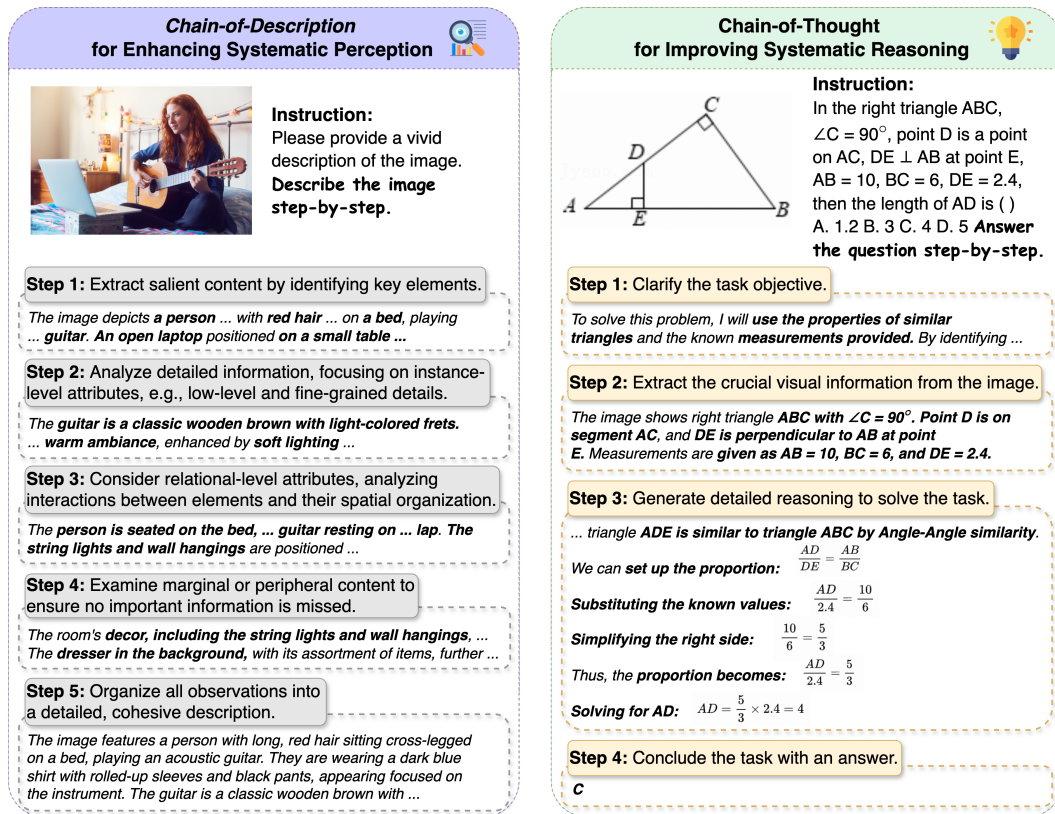 Chain-of-Description
for Enhancing Systematic Perception
Instruction:
Please provide a vivid
description of the image.
Describe the image
step-by-step.
Step 1: Extract salient content by identifying key elements.
The image depicts a person ... with red hair ... on a bed, playing
... guitar. An open laptop positioned on a small table ...
Step 2: Analyze detailed information, focusing on instance-
level attributes, e.g., low-level and fine-grained details.
The guitar is a classic wooden brown with light-colored frets.
... warm ambiance, enhanced by soft lighting ...
Step 3: Consider relational-level attributes, analyzing
interactions between elements and their spatial organization.
The person is seated on the bed, ... guitar resting on ... lap. The
string lights and wall hangings are positioned ...
Step 4: Examine marginal or peripheral content to
ensure no important information is missed.
The room's decor, including the string lights and wall hangings, ...
The dresser in the background, with its assortment of items, further ...
Step 5: Organize all observations into
a detailed, cohesive description.
The image features a person with long, red hair sitting cross-legged
on a bed, playing an acoustic guitar. They are wearing a dark blue
shirt with rolled-up sleeves and black pants, appearing focused on
the instrument. The guitar is a classic wooden brown with ...
Chain-of-Thought
for Improving Systematic Reasoning
A
B
C
D
E
Instruction:
In the right triangle ABC,
∠C = 90°, point D is a point
on AC, DE ⊥ AB at point E,
AB = 10, BC = 6, DE = 2.4,
then the length of AD is ( )
A. 1.2 B. 3 C. 4 D. 5 Answer
the question step-by-step.
Step 1: Clarify the task objective.
To solve this problem, I will use the properties of similar
triangles and the known measurements provided. By identifying ...
Step 2: Extract the crucial visual information from the image.
The image shows right triangle ABC with ∠C = 90°. Point D is on
segment AC, and DE is perpendicular to AB at point
E. Measurements are given as AB = 10, BC = 6, and DE = 2.4.
Step 3: Generate detailed reasoning to solve the task.
... triangle ADE is similar to triangle ABC by Angle-Angle similarity.
We can set up the proportion: AD/DE = AB/BC
Substituting the known values: AD/2.4 = 10/6
Simplifying the right side: 10/6 = 5/3
Thus, the proportion becomes: AD/2.4 = 5/3
Solving for AD: AD = 5/3 × 2.4 = 4
Step 4: Conclude the task with an answer.
C